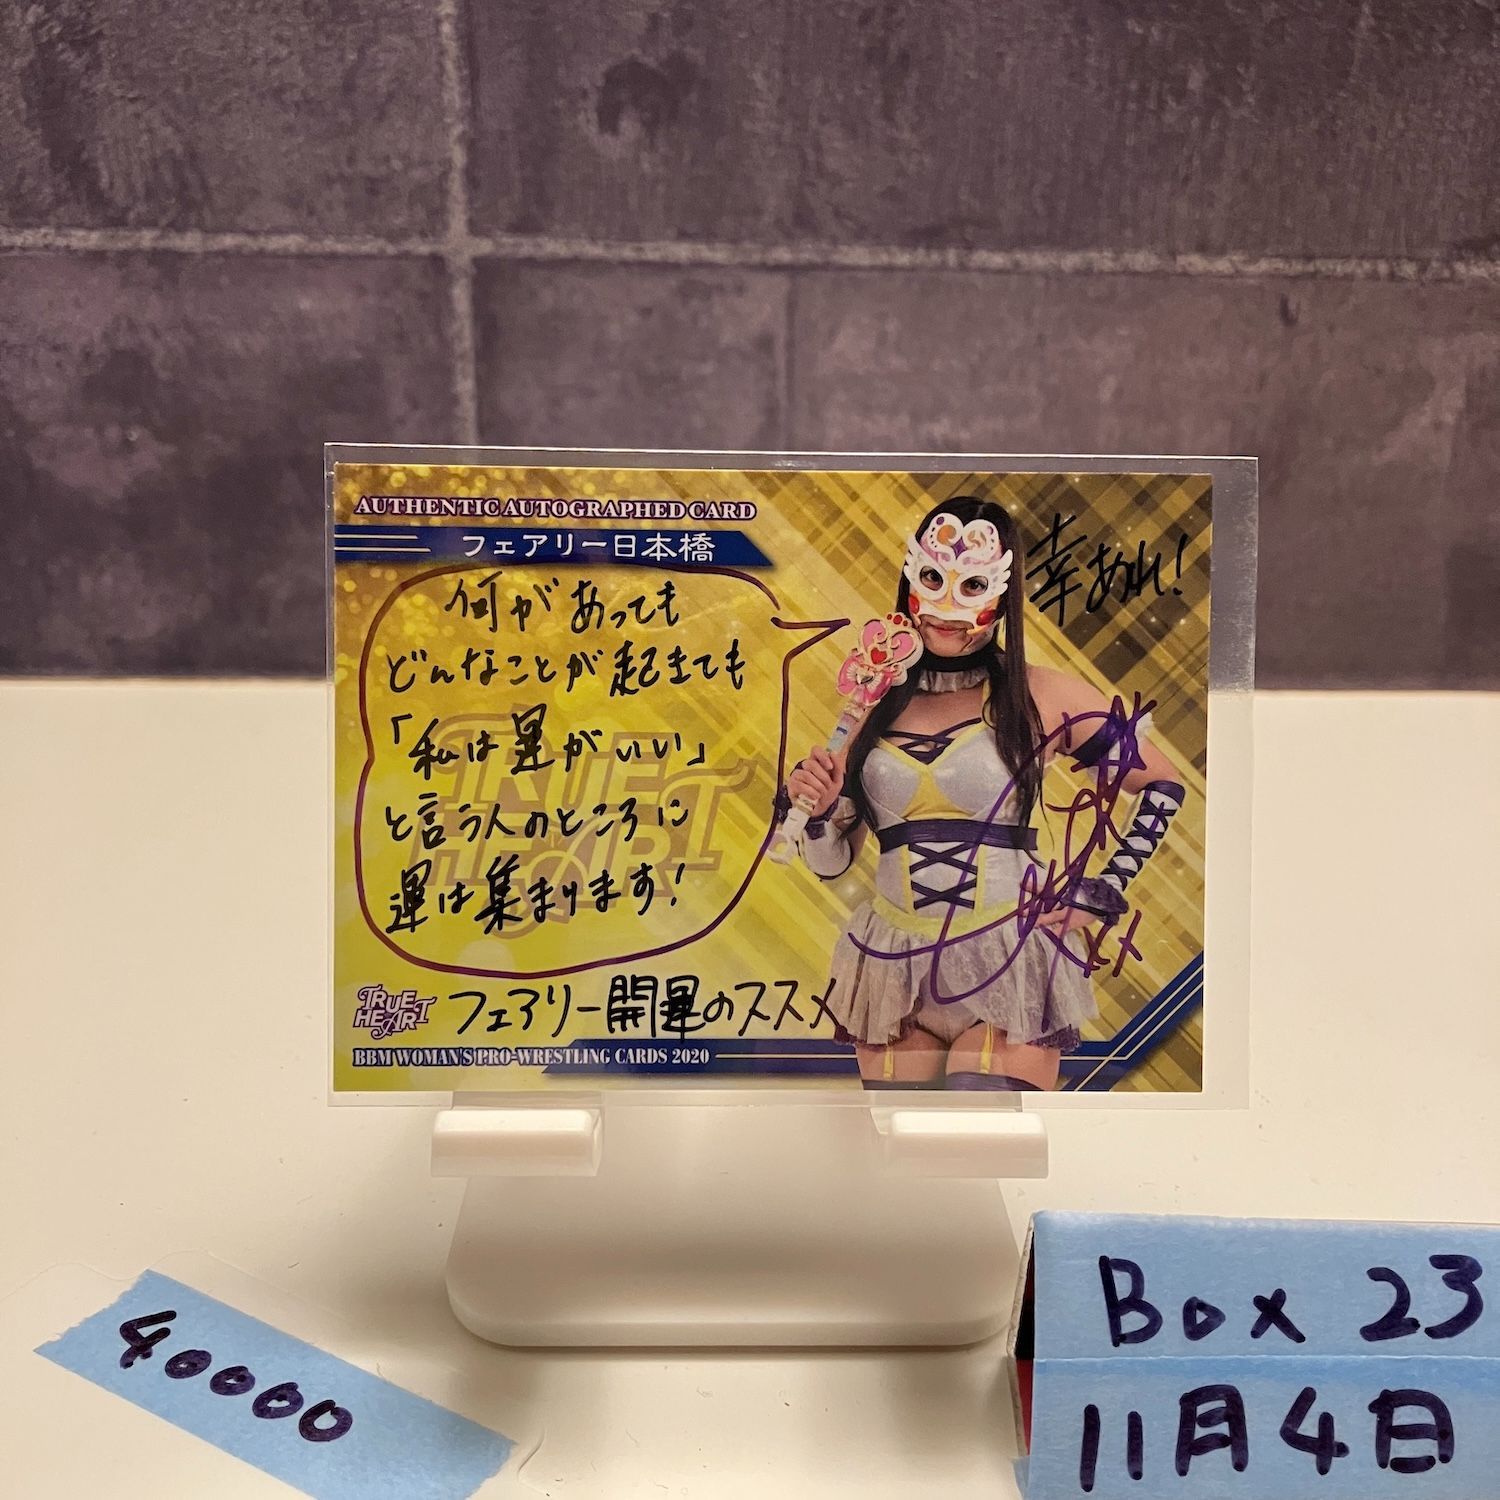 AUTHENTIC AUTOGRAPHED CARD
フェアリー日本橋
何があっても
どんなことが起きても
「私は運がいい」
と言う人のところに
運は集まります!
幸あれ!
TRUE HEART
TRUE
HEART
フェアリー開運のススメ
BBM WOMAN'S PRO-WRESTLING CARDS 2020
40000
Box 23
11月4日